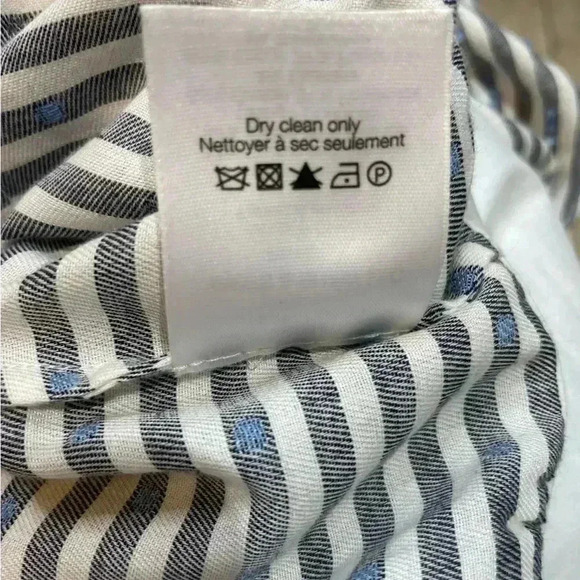 Dry clean only
Nettoyer à sec seulement
P